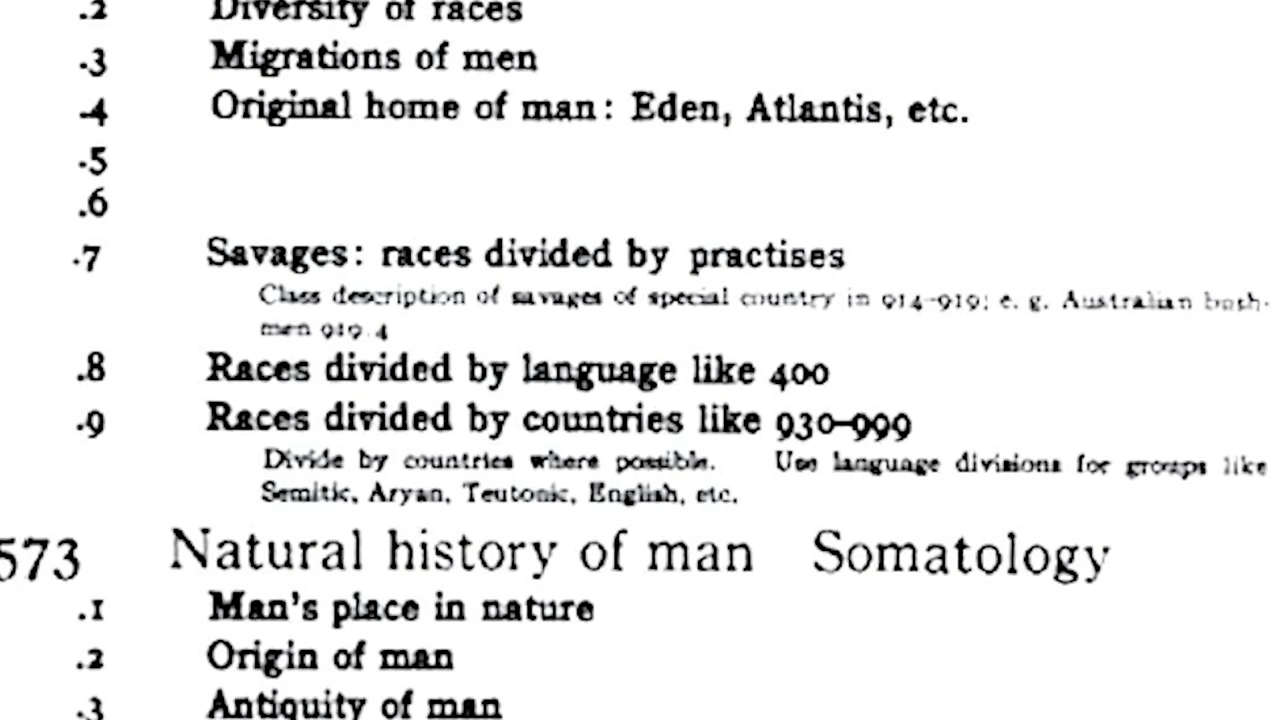 .2 Diversity of races
.3 Migrations of men
.4 Original home of man: Eden, Atlantis, etc.
.5
.6
.7 Savages: races divided by practises
Class description of savages of special country in 914-919; e. g. Australian bush-
men 919.4
.8 Races divided by language like 400
.9 Races divided by countries like 930-999
Divide by countries where possible. Use language divisions for groups like
Semitic, Aryan, Teutonic, English, etc.
573 Natural history of man Somatology
.1 Man's place in nature
.2 Origin of man
.3 Antiquity of man